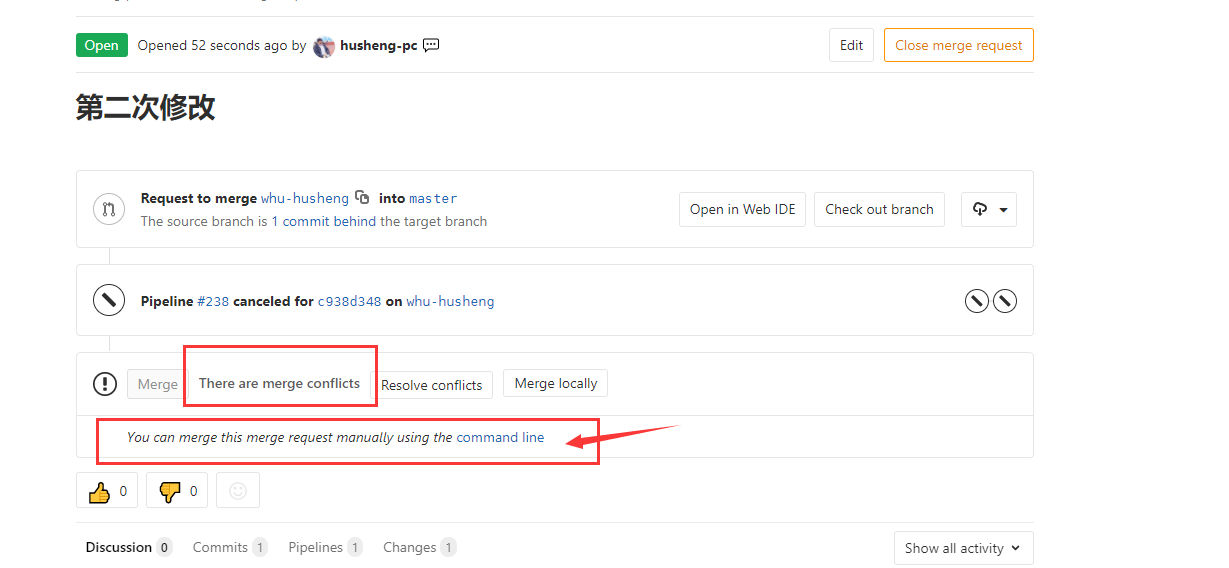 Open Opened 52 seconds ago by husheng-pc Edit Close merge request
第二次修改
Request to merge whu-husheng into master Open in Web IDE Check out branch
The source branch is 1 commit behind the target branch
Pipeline #238 canceled for c938d348 on whu-husheng
Merge There are merge conflicts Resolve conflicts Merge locally
You can merge this merge request manually using the command line
0 0
Discussion 0 Commits 1 Pipelines 1 Changes 1 Show all activity